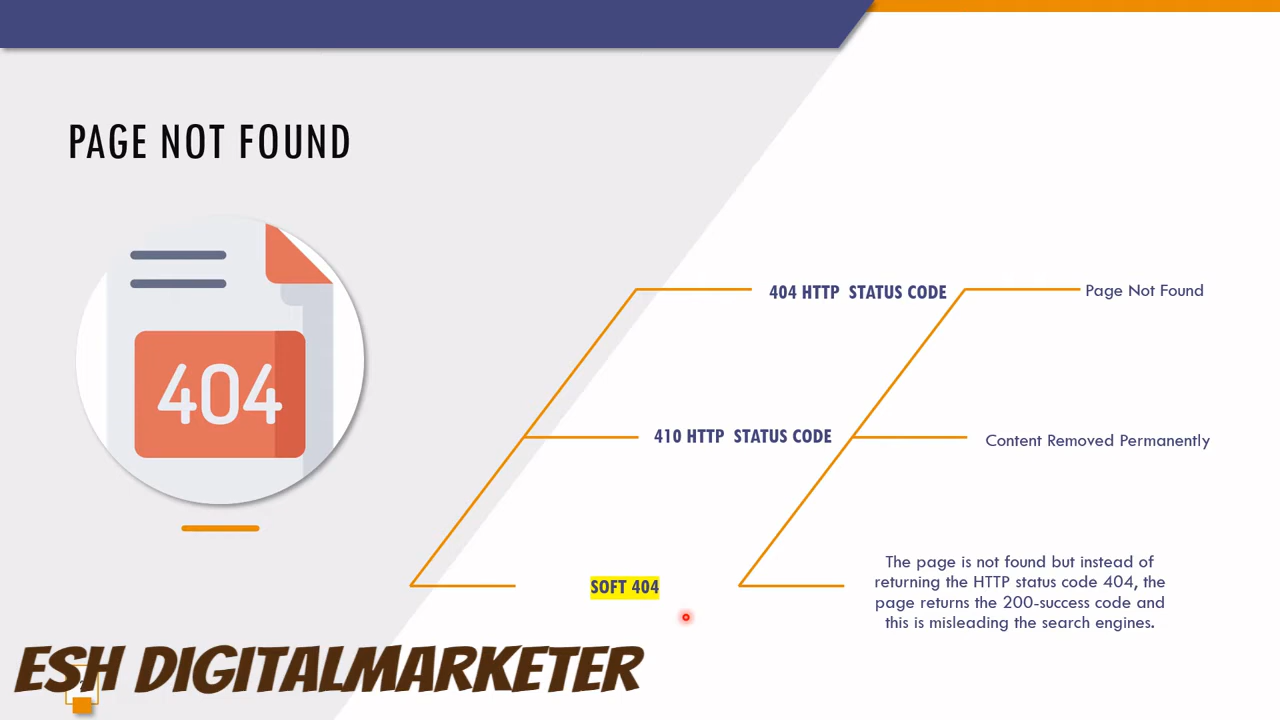 PAGE NOT FOUND
404
404 HTTP STATUS CODE
Page Not Found
410 HTTP STATUS CODE
Content Removed Permanently
SOFT 404
The page is not found but instead of
returning the HTTP status code 404, the
page returns the 200-success code and
this is misleading the search engines.
ESH DIGITALMARKETER